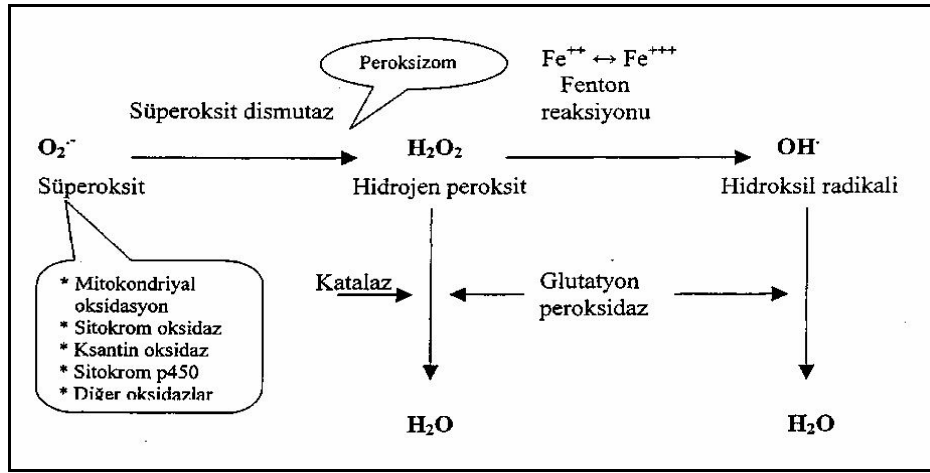 Peroksizom
Fe⁺⁺ ↔ Fe⁺⁺⁺
Fenton
reaksiyonu
Süperoksit dismutaz
O₂·⁻
H₂O₂
OH·
Süperoksit
Hidrojen peroksit
Hidroksil radikali
* Mitokondriyal
oksidasyon
* Sitokrom oksidaz
* Ksantin oksidaz
* Sitokrom p450
* Diğer oksidazlar
Katalaz
Glutatyon
peroksidaz
H₂O
H₂O